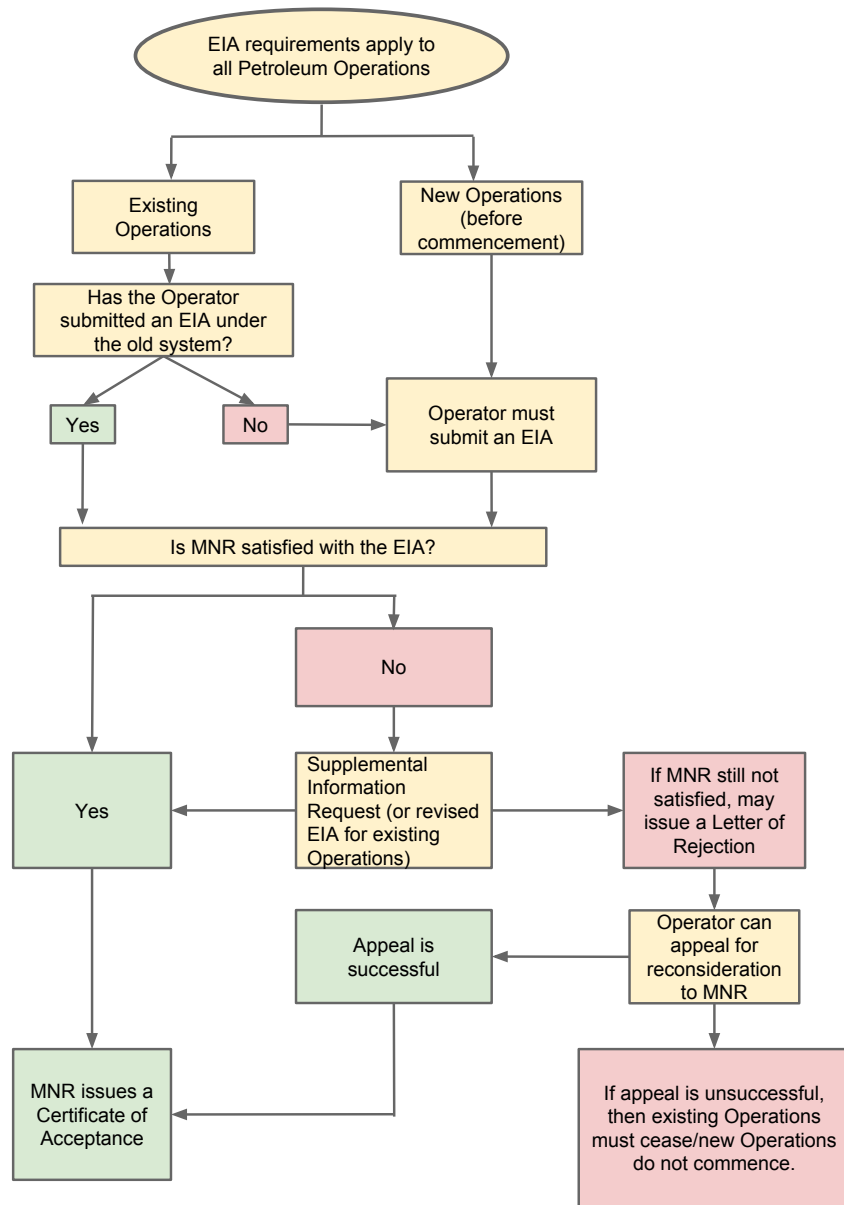 EIA requirements apply to
all Petroleum Operations
Existing
Operations
New Operations
(before
commencement)
Has the Operator
submitted an EIA under
the old system?
Yes
No
Operator must
submit an EIA
Is MNR satisfied with the EIA?
No
Yes
Supplemental
Information
Request (or revised
EIA for existing
Operations)
If MNR still not
satisfied, may
issue a Letter of
Rejection
Appeal is
successful
Operator can
appeal for
reconsideration
to MNR
MNR issues a
Certificate of
Acceptance
If appeal is unsuccessful,
then existing Operations
must cease/new Operations
do not commence.